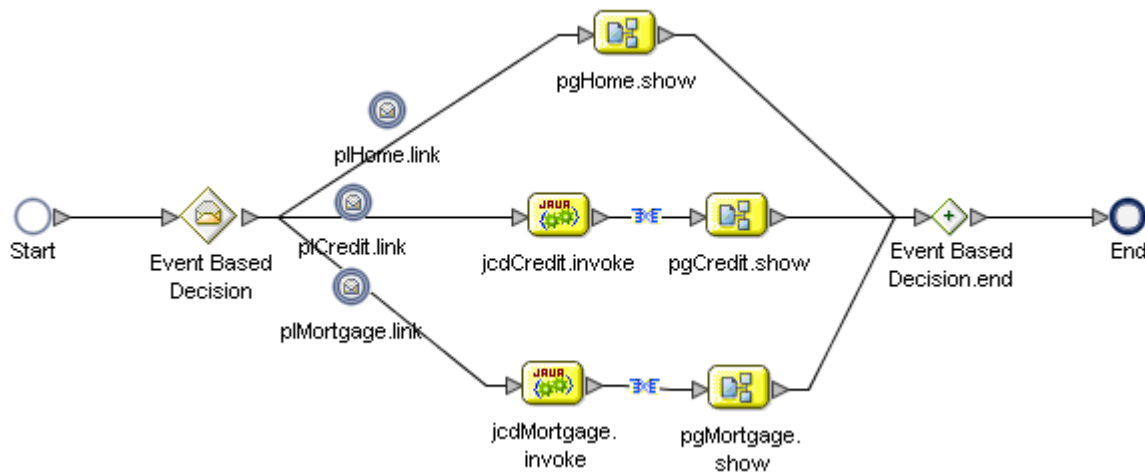 pgHome.show
plHome.link
Start
Event Based
Decision
plCredit.link
JAVA
jcdCredit.invoke
pgCredit.show
Event Based
Decision.end
End
plMortgage.link
JAVA
jcdMortgage.
invoke
pgMortgage.
show